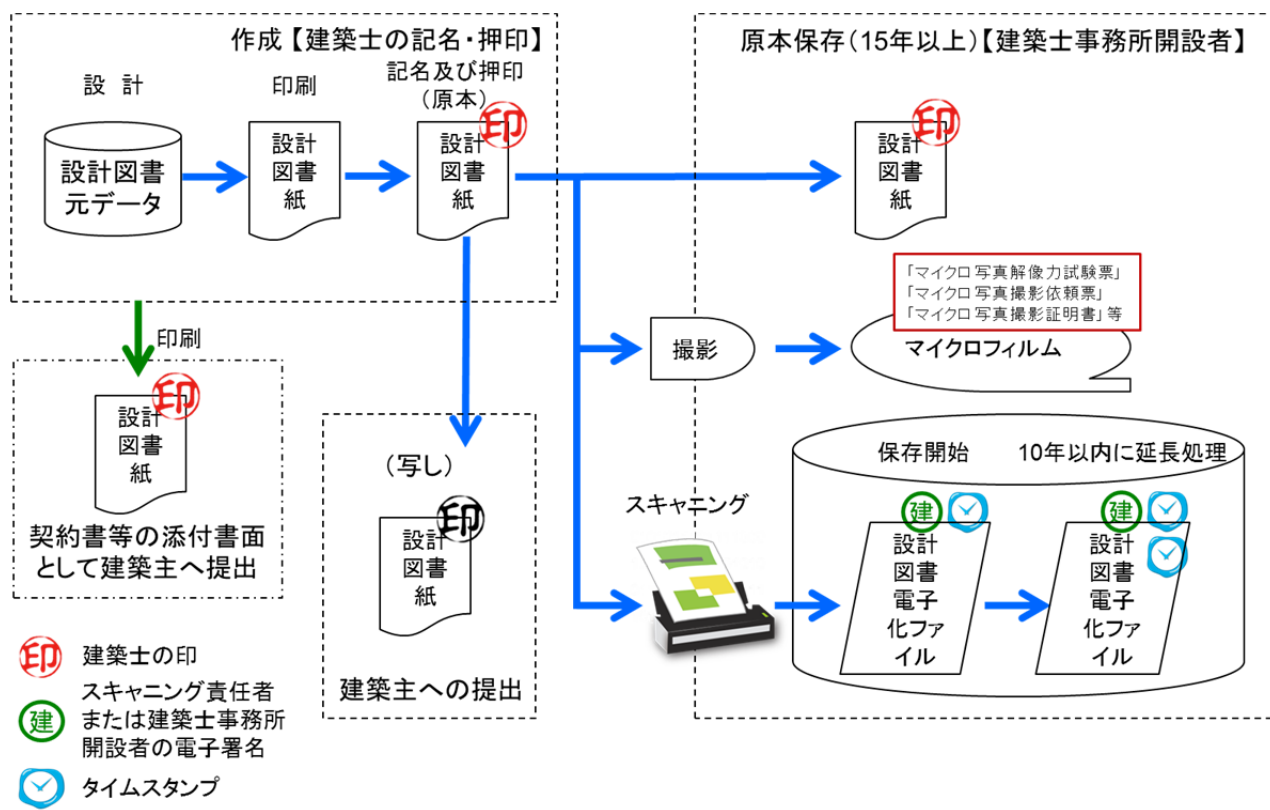 作成【建築士の記名・押印】
設 計
印刷
記名及び押印
(原本)
設計図書
元データ
設計
図書
紙
設計
図書
紙
印
印刷
印
設計
図書
紙
契約書等の添付書面
として建築主へ提出
(写し)
印
設計
図書
紙
建築主への提出
原本保存(15年以上)【建築士事務所開設者】
印
設計
図書
紙
撮影
「マイクロ写真解像力試験票」
「マイクロ写真撮影依頼票」
「マイクロ写真撮影証明書」等
マイクロフィルム
スキャニング
保存開始
10年以内に延長処理
建
設計
図書
電子
化ファ
イル
建
設計
図書
電子
化ファ
イル
印
建築士の印
建
スキャニング責任者
または建築士事務所
開設者の電子署名
タイムスタンプ